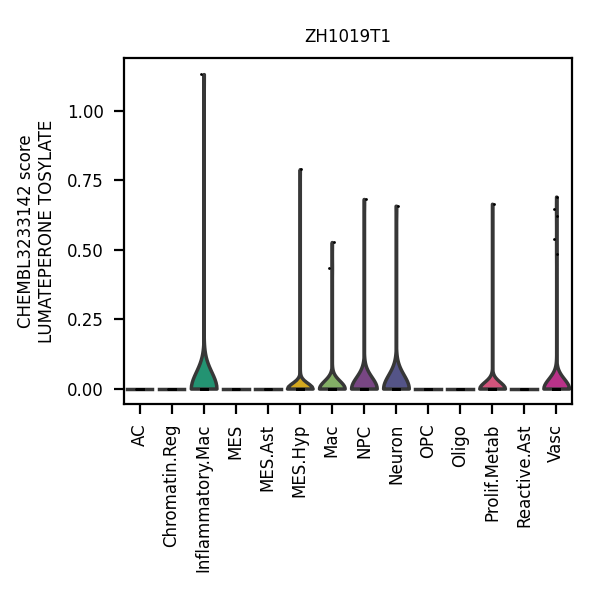 ZH1019T1
CHEMBL3233142 score
LUMATEPERONE TOSYLATE
1.00
0.75
0.50
0.25
0.00
AC
Chromatin.Reg
Inflammatory.Mac
MES
MES.Ast
MES.Hyp
Mac
NPC
Neuron
OPC
Oligo
Prolif.Metab
Reactive.Ast
Vasc